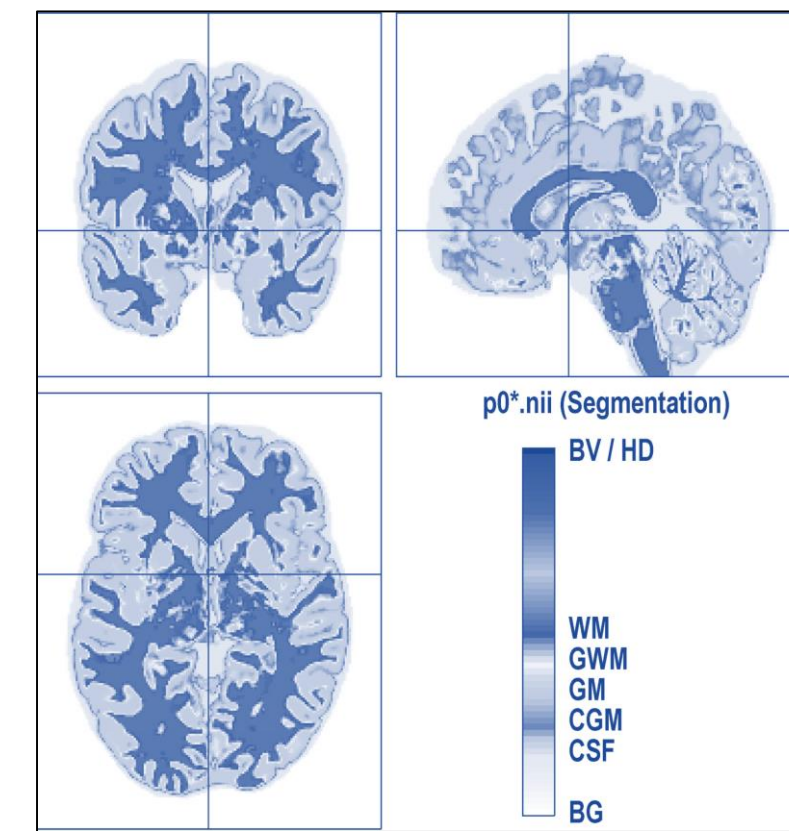 p0*.nii (Segmentation)
BV / HD
WM
GWM
GM
CGM
CSF
BG